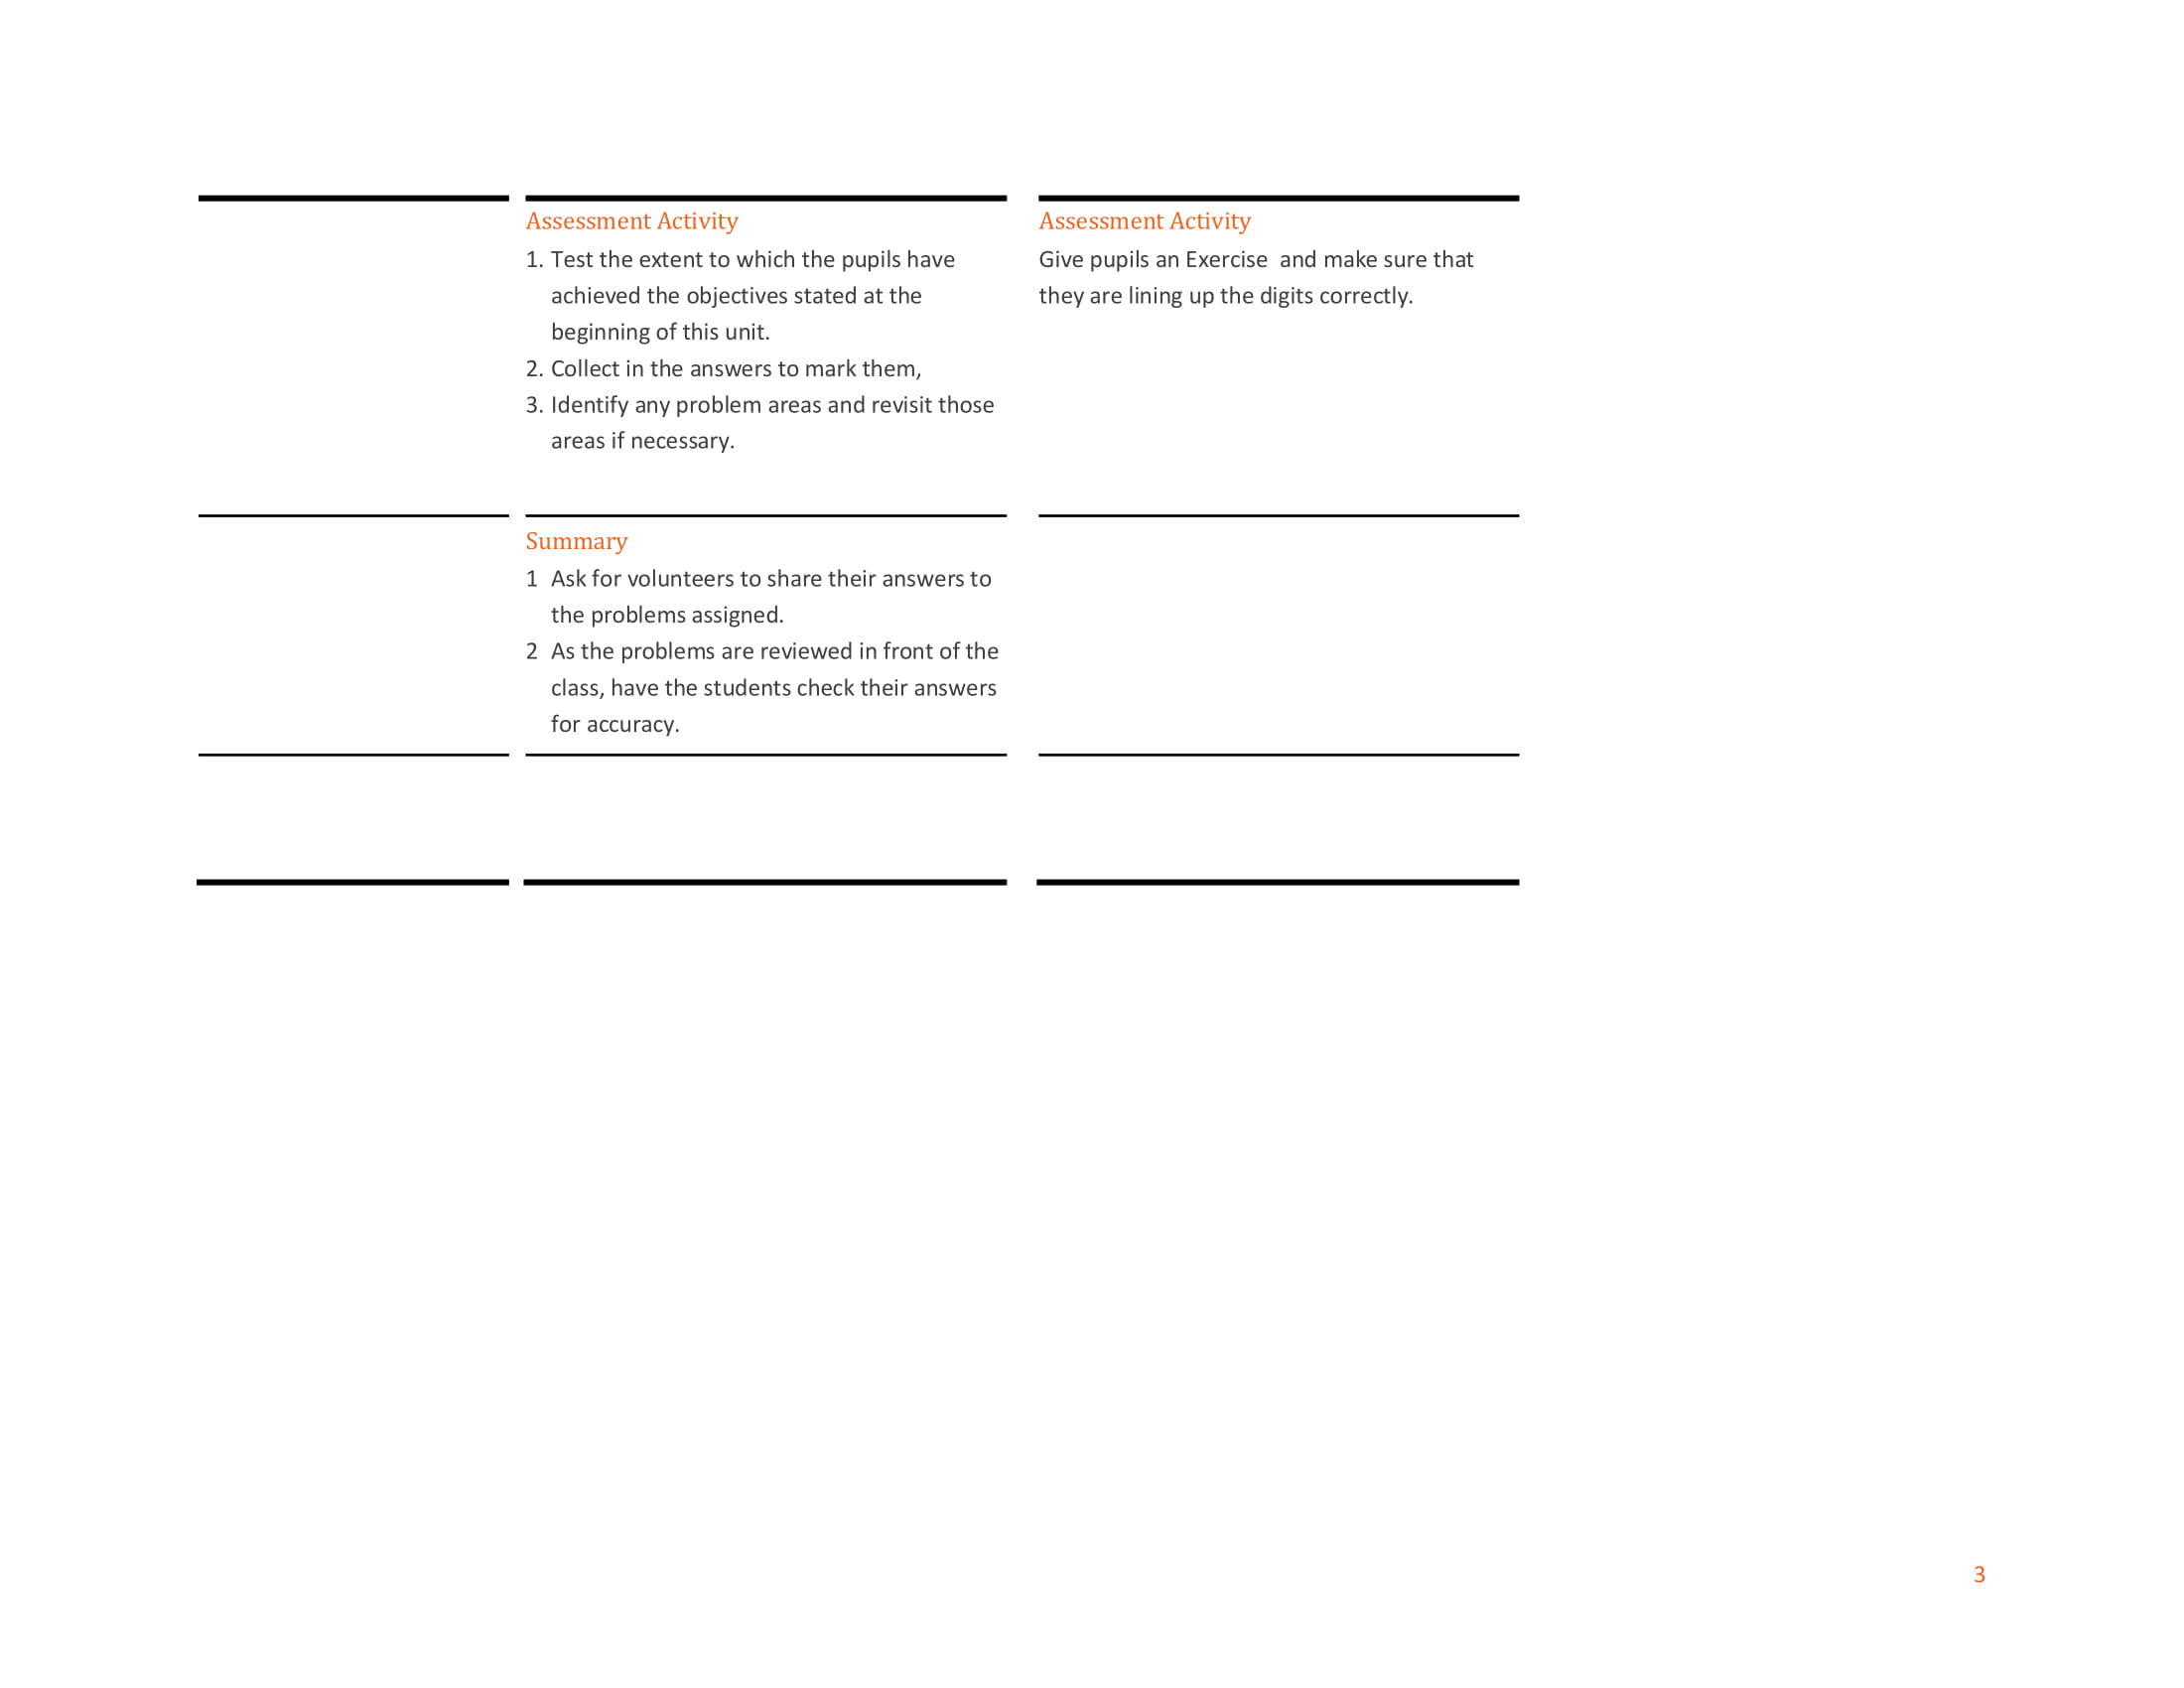 Assessment Activity
1. Test the extent to which the pupils have
achieved the objectives stated at the
beginning of this unit.
2. Collect in the answers to mark them,
3. Identify any problem areas and revisit those
areas if necessary.
Assessment Activity
Give pupils an Exercise  and make sure that
they are lining up the digits correctly.
Summary
1 Ask for volunteers to share their answers to
the problems assigned.
2 As the problems are reviewed in front of the
class, have the students check their answers
for accuracy.
3